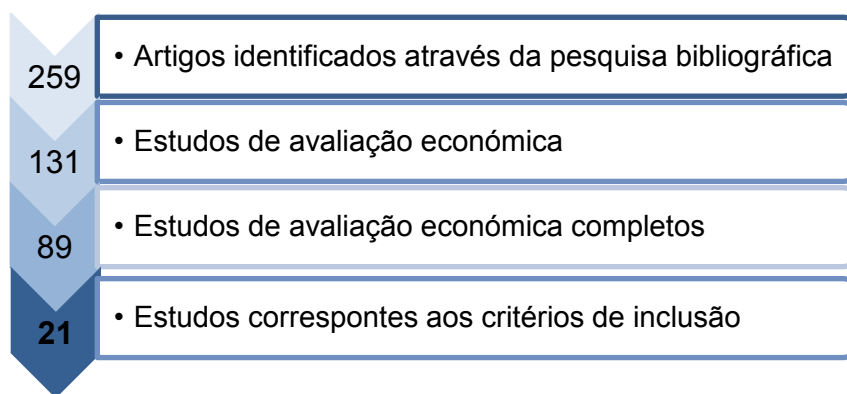 259 • Artigos identificados através da pesquisa bibliográfica
131 • Estudos de avaliação económica
89 • Estudos de avaliação económica completos
21 • Estudos correspontes aos critérios de inclusão